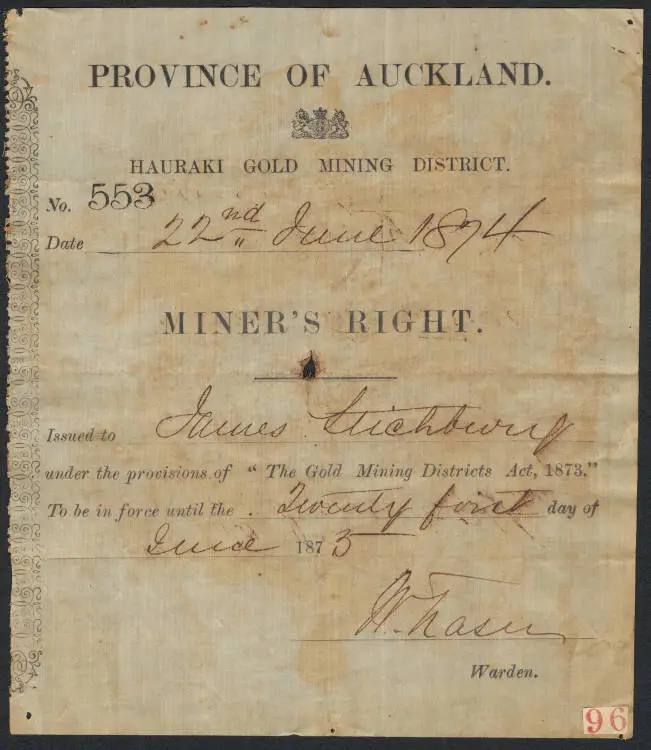 PROVINCE OF AUCKLAND.
HAURAKI GOLD MINING DISTRICT.
No. 553
Date 22nd June 1874
MINER'S RIGHT.
Issued to James Stichbury
under the provisions of "The Gold Mining Districts Act, 1873."
To be in force until the Twenty first day of
June 1875
W. Fraser
Warden.
96